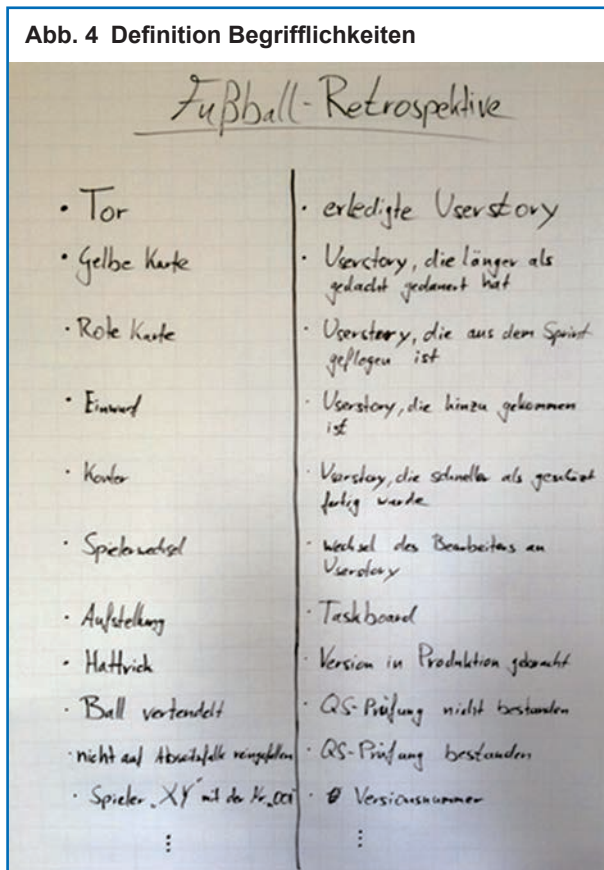 Abb. 4 Definition Begrifflichkeiten
Fußball-Retrospektive
• Tor
• erledigte Userstory
• Gelbe Karte
• Userstory, die länger als
gedacht gedauert hat
• Rote Karte
• Userstory, die aus dem Sprint
geflogen ist
• Einwurf
• Userstory, die hinzu gekommen
ist
• Konter
• Userstory, die schneller als geschätzt
fertig wurde
• Spielerwechsel
• wechsel des Bearbeiters an
Userstory
• Aufstellung
• Taskboard
• Hattrick
• Version in Produktion gebracht
• Ball vertendelt
• QS-Prüfung nicht bestanden
• nicht auf Abseitsfalle reingefallen
• QS-Prüfung bestanden
• Spieler „XY" mit der Nr.
• Versionsnummer
⋮
⋮